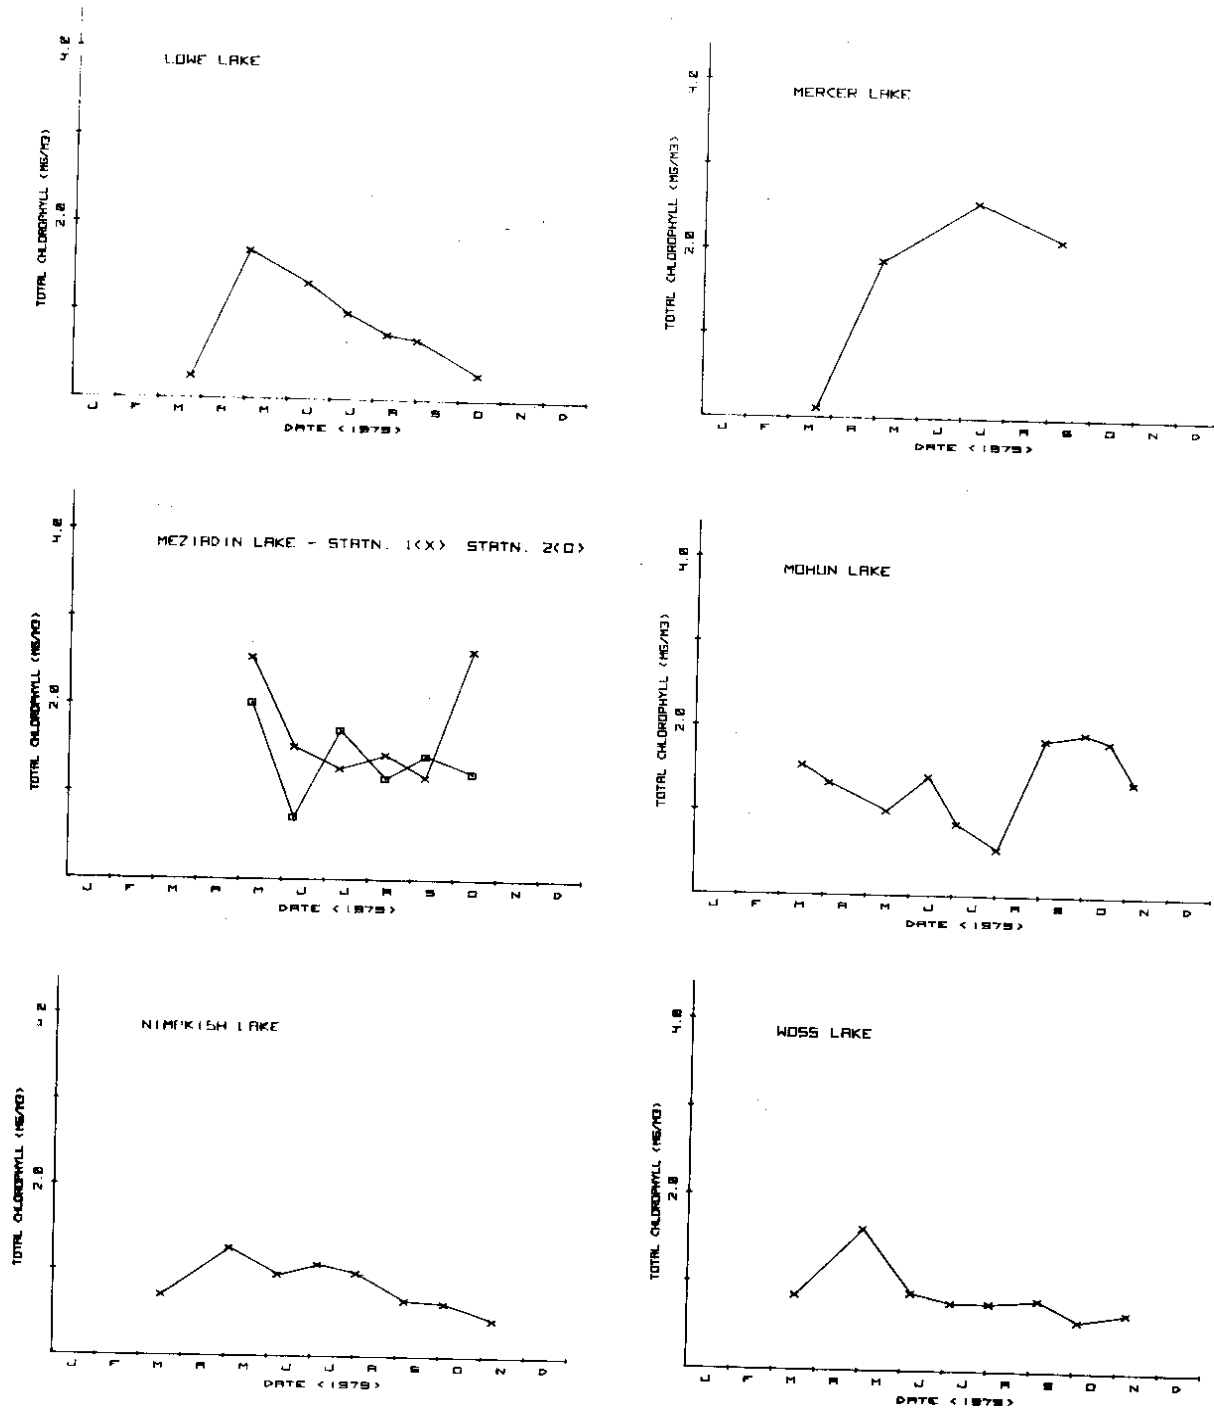 LOWE LAKE
4.0
2.0
TOTAL CHLOROPHYLL (MG/M3)
J F M A M J J A S O N D
DATE (1979)
MERCER LAKE
4.0
2.0
TOTAL CHLOROPHYLL (MG/M3)
J F M A M J J A S O N D
DATE (1979)
MEZIADIN LAKE - STATN. 1(X) STATN. 2(O)
4.0
2.0
TOTAL CHLOROPHYLL (MG/M3)
J F M A M J J A S O N D
DATE (1979)
MOHUN LAKE
4.0
2.0
TOTAL CHLOROPHYLL (MG/M3)
J F M A M J J A S O N D
DATE (1979)
NIMPKISH LAKE
4.0
2.0
TOTAL CHLOROPHYLL (MG/M3)
J F M A M J J A S O N D
DATE (1979)
WOSS LAKE
4.0
2.0
TOTAL CHLOROPHYLL (MG/M3)
J F M A M J J A S O N D
DATE (1979)